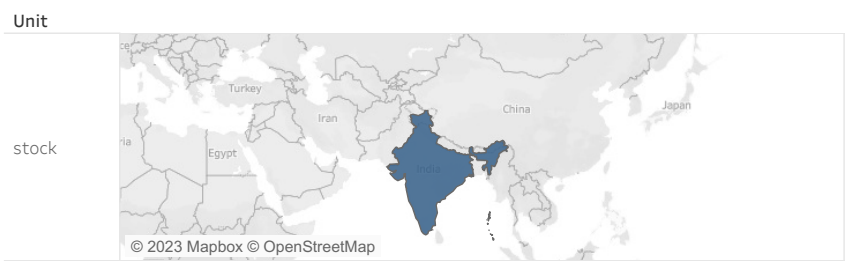 Unit
Turkey
China
Japan
Iran
stock
Egypt
India
© 2023 Mapbox © OpenStreetMap